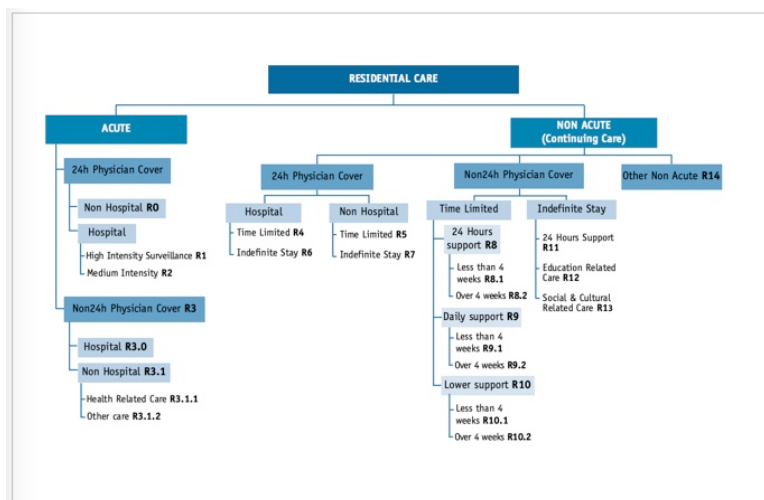 RESIDENTIAL CARE
ACUTE
NON ACUTE
(Continuing Care)
24h Physician Cover
Non Hospital R0
Hospital
High Intensity Surveillance R1
Medium Intensity R2
Non24h Physician Cover R3
Hospital R3.0
Non Hospital R3.1
Health Related Care R3.1.1
Other care R3.1.2
24h Physician Cover
Hospital
Time Limited R4
Indefinite Stay R6
Non Hospital
Time Limited R5
Indefinite Stay R7
Non24h Physician Cover
Time Limited
24 Hours
support R8
Less than 4
weeks R8.1
Over 4 weeks R8.2
Daily support R9
Less than 4
weeks R9.1
Over 4 weeks R9.2
Lower support R10
Less than 4
weeks R10.1
Over 4 weeks R10.2
Indefinite Stay
24 Hours Support
R11
Education Related
Care R12
Social & Cultural
Related Care R13
Other Non Acute R14